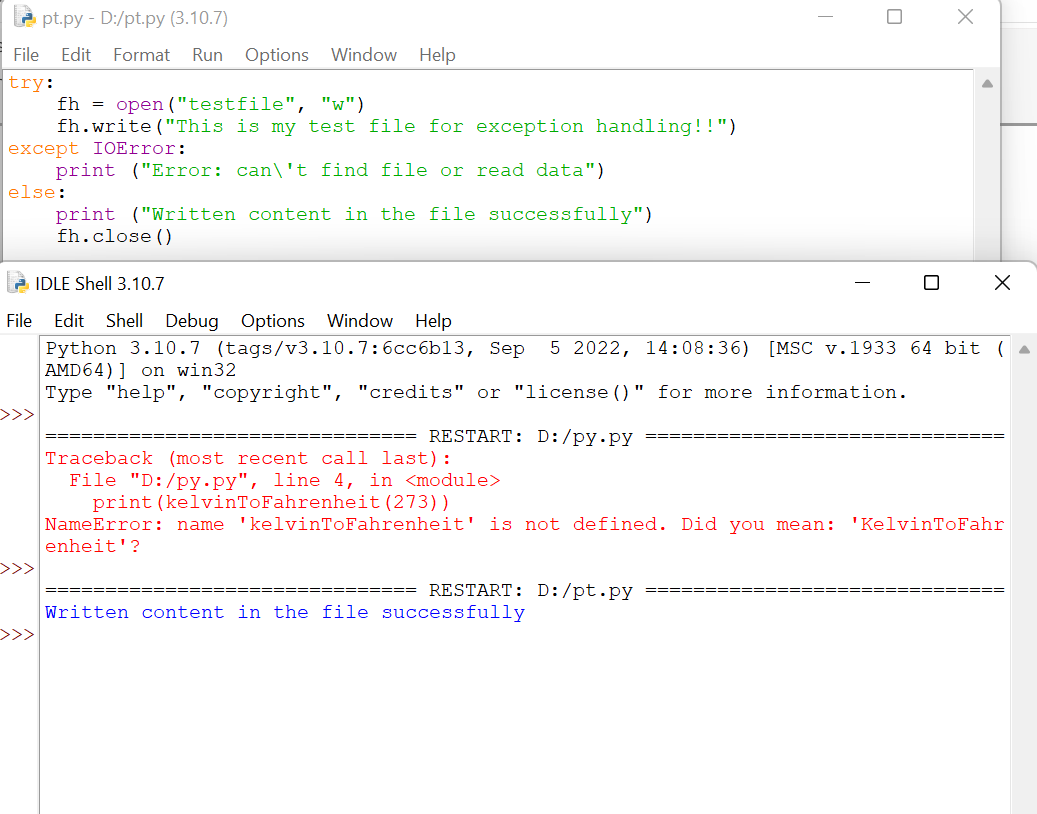 pt.py - D:/pt.py (3.10.7)
File Edit Format Run Options Window Help
try:
    fh = open("testfile", "w")
    fh.write("This is my test file for exception handling!!")
except IOError:
    print ("Error: can\'t find file or read data")
else:
    print ("Written content in the file successfully")
    fh.close()
IDLE Shell 3.10.7
File Edit Shell Debug Options Window Help
Python 3.10.7 (tags/v3.10.7:6cc6b13, Sep  5 2022, 14:08:36) [MSC v.1933 64 bit (
AMD64)] on win32
Type "help", "copyright", "credits" or "license()" for more information.
>>>
=============================== RESTART: D:/py.py ==============================
Traceback (most recent call last):
  File "D:/py.py", line 4, in <module>
    print(kelvinToFahrenheit(273))
NameError: name 'kelvinToFahrenheit' is not defined. Did you mean: 'KelvinToFahr
enheit'?
>>>
=============================== RESTART: D:/pt.py ==============================
Written content in the file successfully
>>>